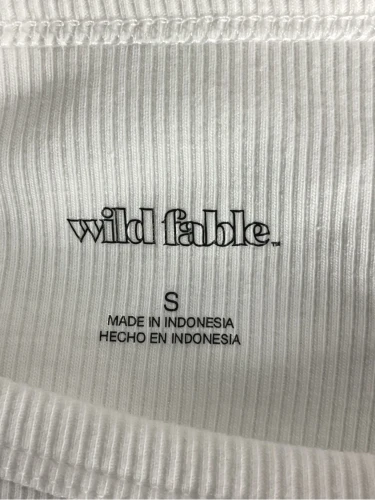 wild fable™
S
MADE IN INDONESIA
HECHO EN INDONESIA